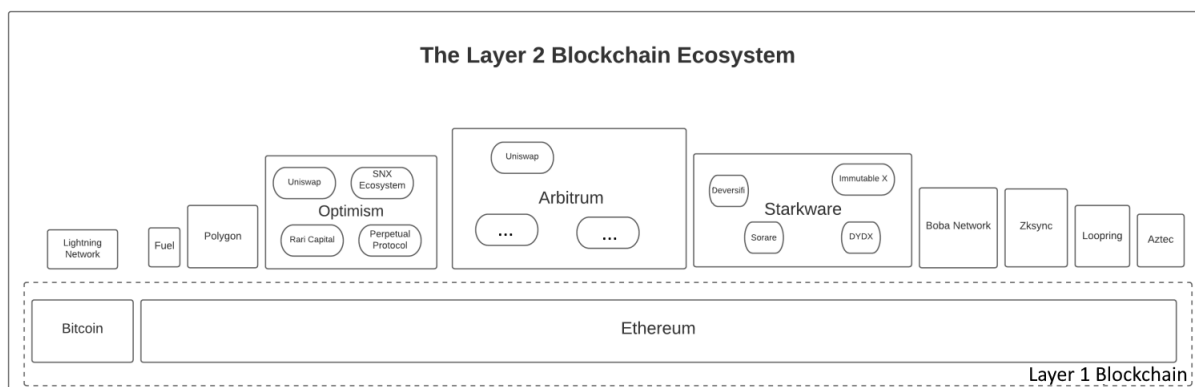 The Layer 2 Blockchain Ecosystem
Lightning
Network
Fuel
Polygon
Uniswap
SNX
Ecosystem
Optimism
Rari Capital
Perpetual
Protocol
Uniswap
Arbitrum
...
...
Deversifi
Immutable X
Starkware
Sorare
DYDX
Boba Network
Zksync
Loopring
Aztec
Bitcoin
Ethereum
Layer 1 Blockchain